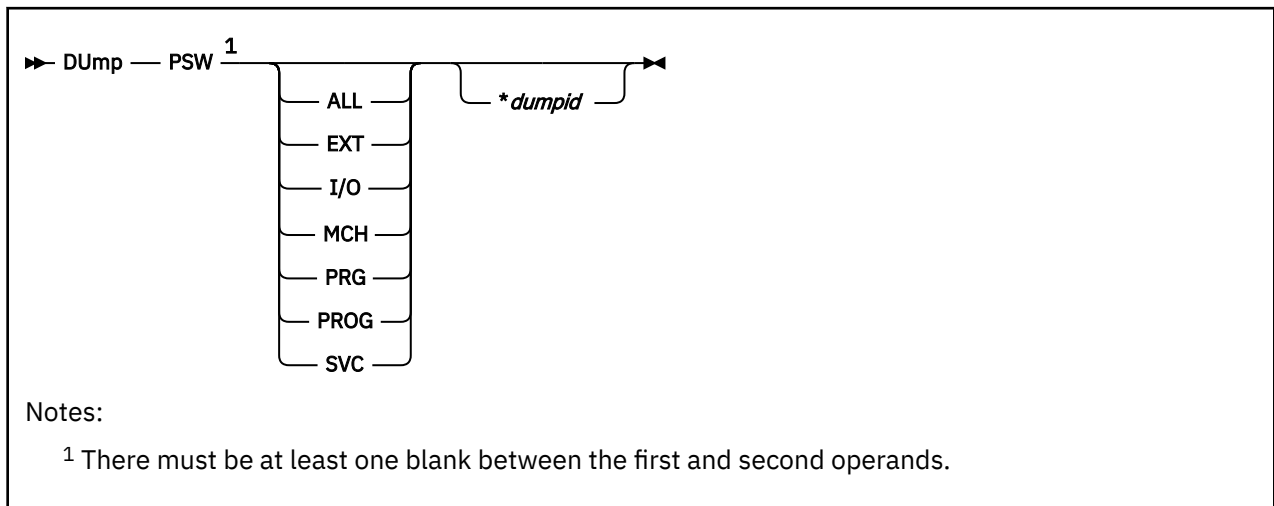 DUmp PSW 1
ALL *dumpid
EXT
I/O
MCH
PRG
PROG
SVC
Notes:
1 There must be at least one blank between the first and second operands.